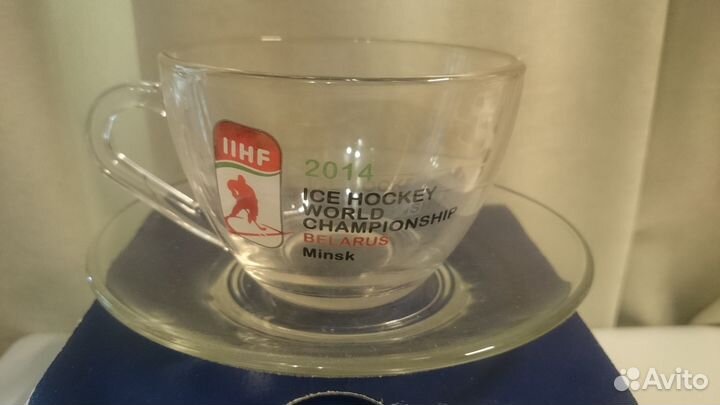 IIHF
2014
ICE HOCKEY
WORLD
CHAMPIONSHIP
BELARUS
Minsk
Avito